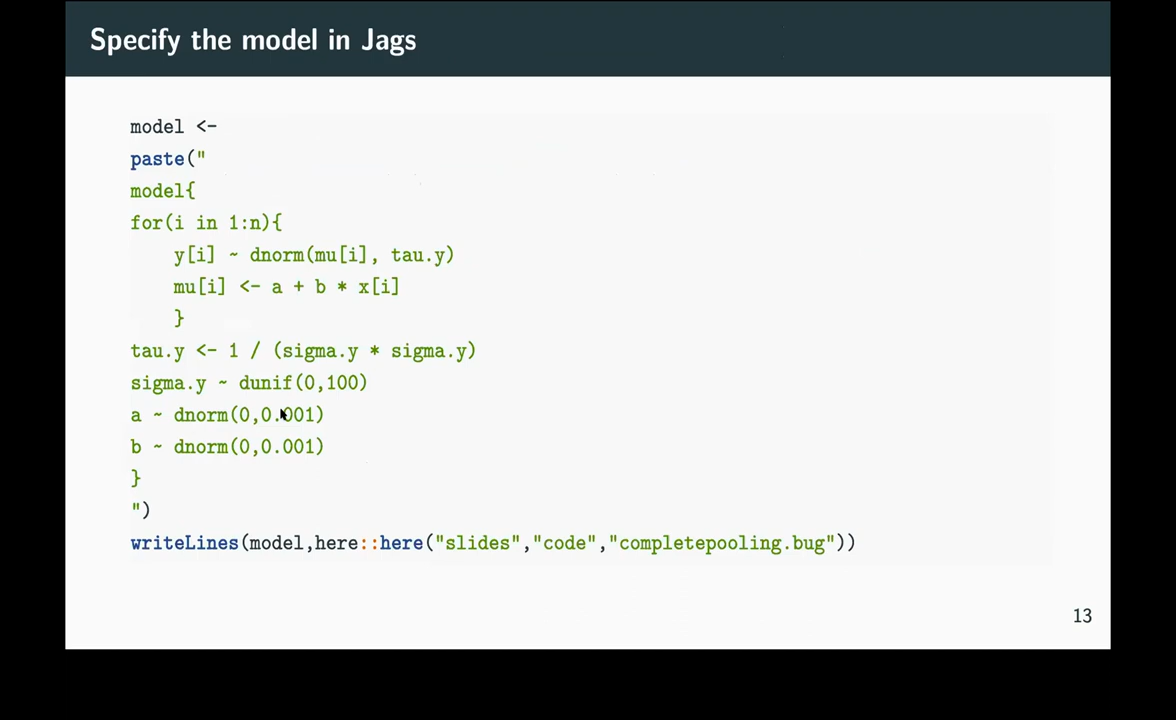 Specify the model in Jags
model <-
paste("
model{
for(i in 1:n){
y[i] ~ dnorm(mu[i], tau.y)
mu[i] <- a + b * x[i]
}
tau.y <- 1 / (sigma.y * sigma.y)
sigma.y ~ dunif(0,100)
a ~ dnorm(0,0.001)
b ~ dnorm(0,0.001)
}
")
writeLines(model,here::here("slides","code","completepooling.bug"))
13